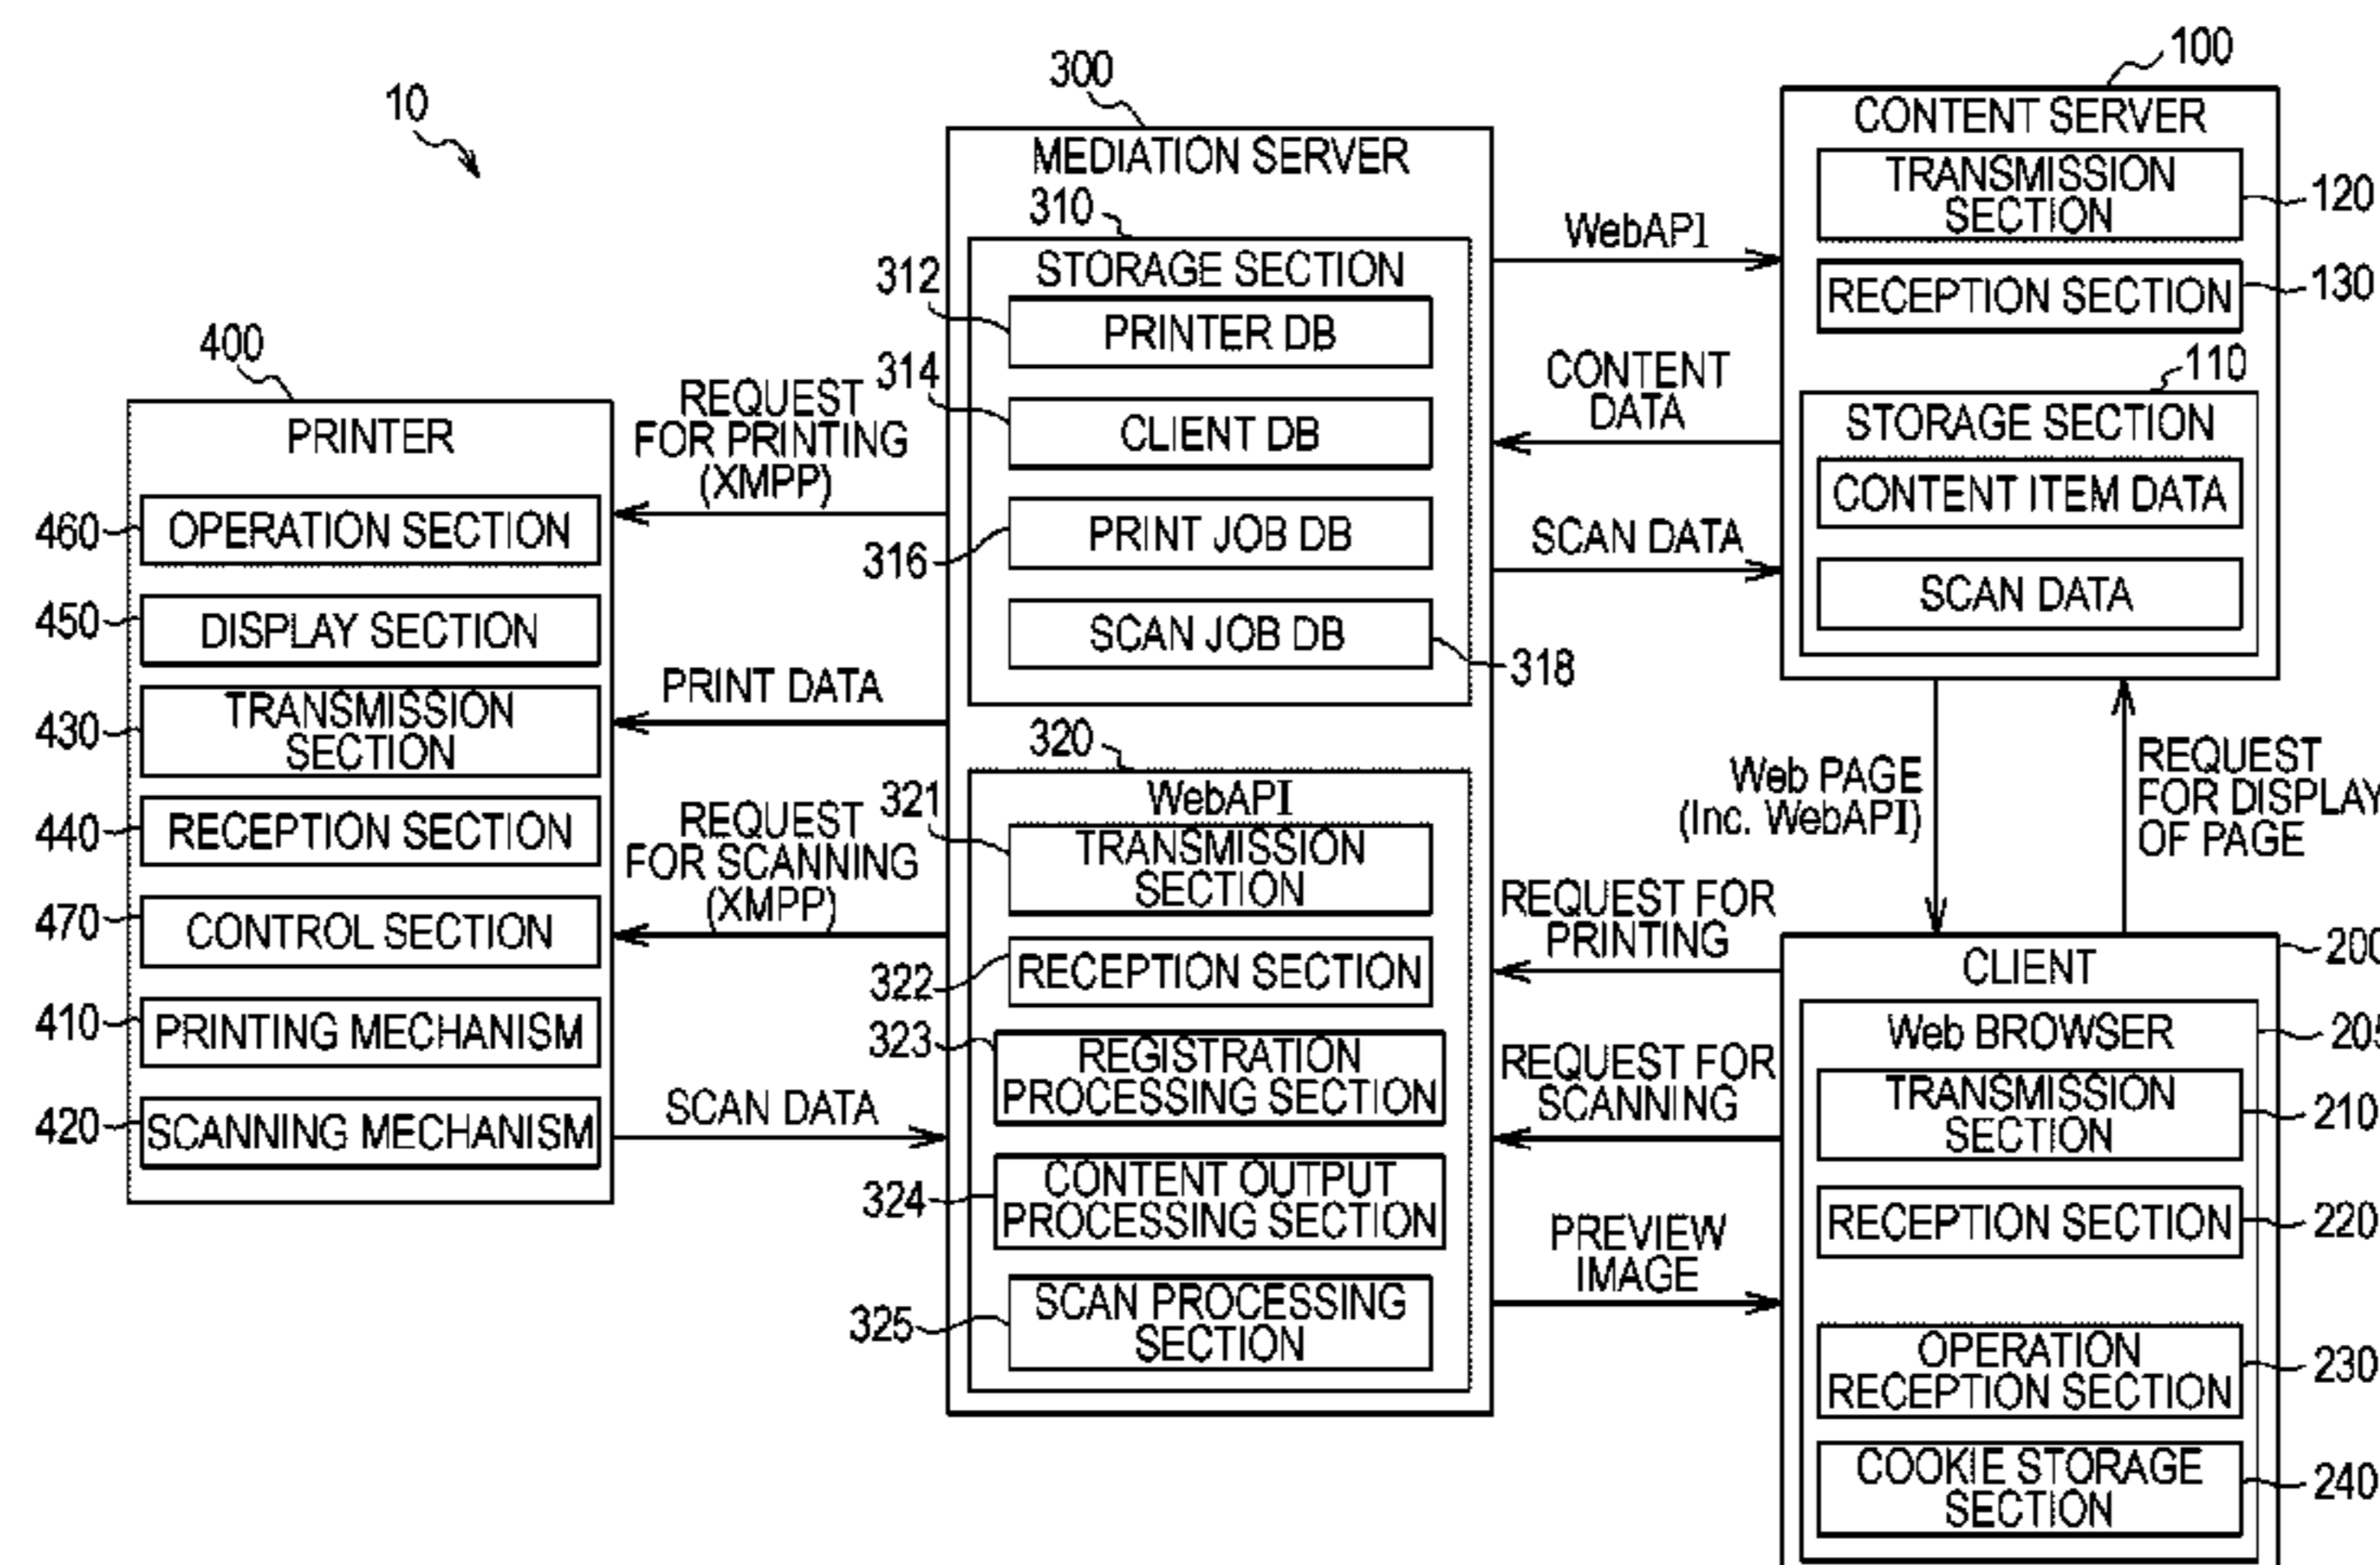 10
400
PRINTER
460
OPERATION SECTION
450
DISPLAY SECTION
430
TRANSMISSION
SECTION
440
RECEPTION SECTION
470
CONTROL SECTION
410
PRINTING MECHANISM
420
SCANNING MECHANISM
REQUEST
FOR PRINTING
(XMPP)
PRINT DATA
REQUEST
FOR SCANNING
(XMPP)
SCAN DATA
300
MEDIATION SERVER
310
STORAGE SECTION
312
PRINTER DB
314
CLIENT DB
316
PRINT JOB DB
SCAN JOB DB
318
320
WebAPI
321
TRANSMISSION
SECTION
322
RECEPTION SECTION
323
REGISTRATION
PROCESSING SECTION
324
CONTENT OUTPUT
PROCESSING SECTION
325
SCAN PROCESSING
SECTION
WebAPI
CONTENT
DATA
SCAN DATA
REQUEST FOR
PRINTING
REQUEST FOR
SCANNING
PREVIEW
IMAGE
100
CONTENT SERVER
TRANSMISSION
SECTION
120
RECEPTION SECTION
130
110
STORAGE SECTION
CONTENT ITEM DATA
SCAN DATA
Web PAGE
(Inc. WebAPI)
REQUEST
FOR DISPLAY
OF PAGE
200
CLIENT
Web BROWSER
205
TRANSMISSION
SECTION
210
RECEPTION SECTION
220
OPERATION
RECEPTION SECTION
230
COOKIE STORAGE
SECTION
240